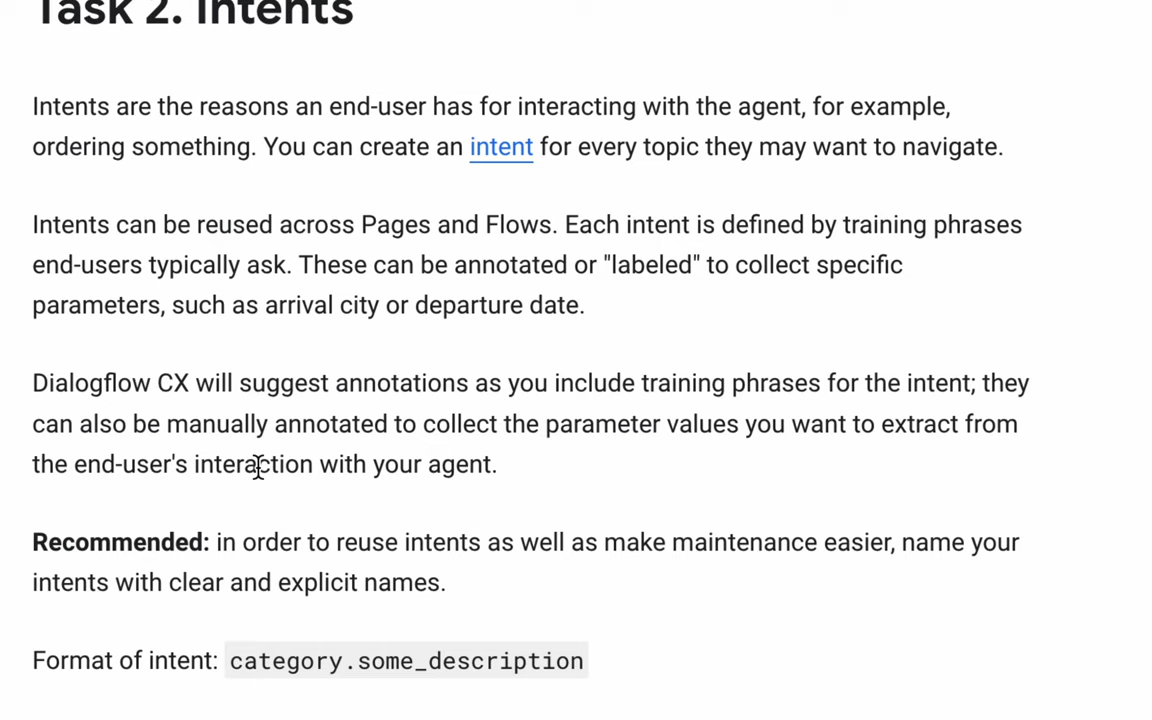 Task 2. Intents
Intents are the reasons an end-user has for interacting with the agent, for example,
ordering something. You can create an intent for every topic they may want to navigate.
Intents can be reused across Pages and Flows. Each intent is defined by training phrases
end-users typically ask. These can be annotated or "labeled" to collect specific
parameters, such as arrival city or departure date.
Dialogflow CX will suggest annotations as you include training phrases for the intent; they
can also be manually annotated to collect the parameter values you want to extract from
the end-user's interaction with your agent.
Recommended: in order to reuse intents as well as make maintenance easier, name your
intents with clear and explicit names.
Format of intent: category.some_description